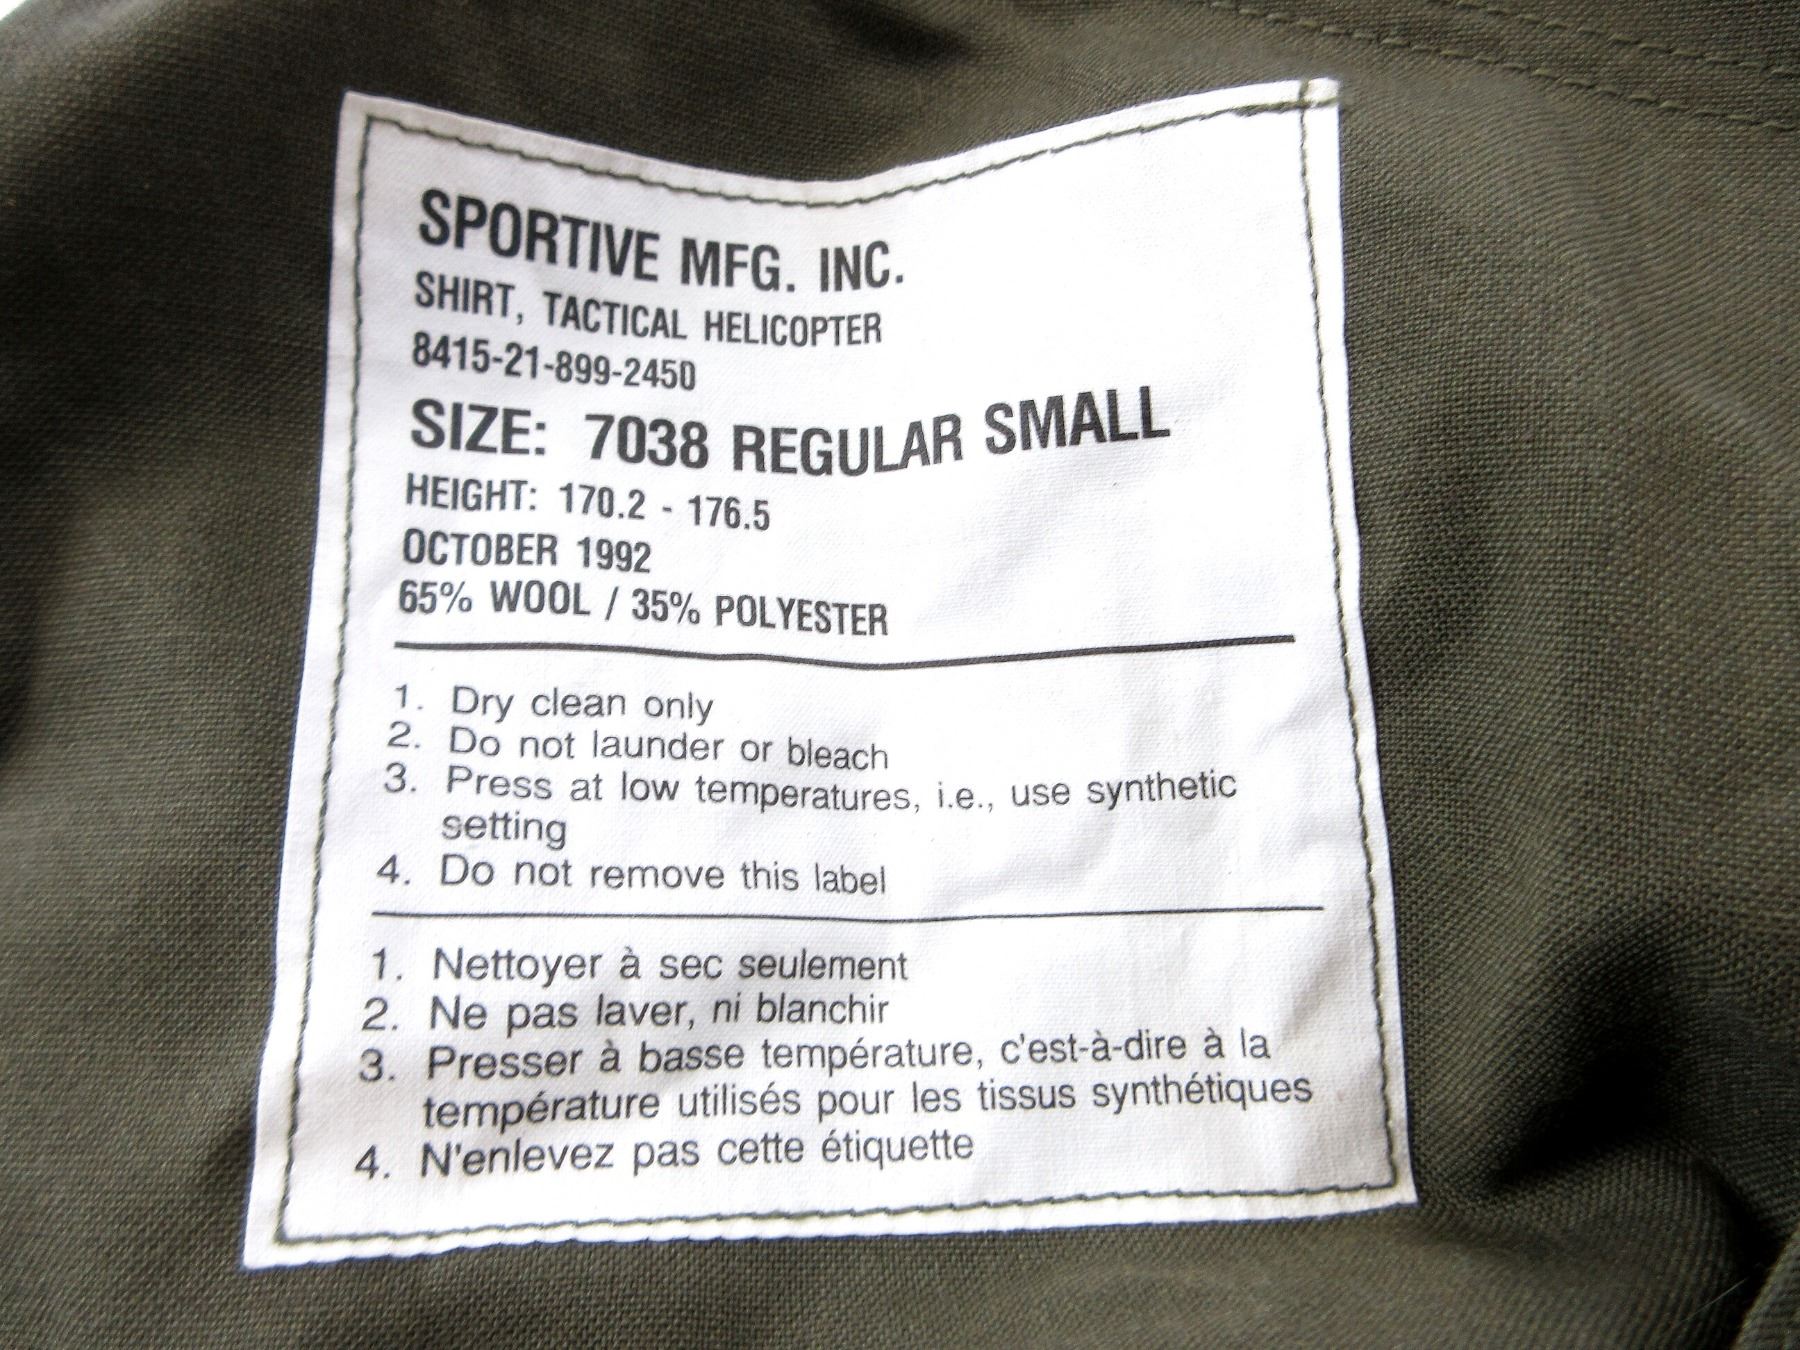 SPORTIVE MFG. INC.
SHIRT, TACTICAL HELICOPTER
8415-21-899-2450
SIZE: 7038 REGULAR SMALL
HEIGHT: 170.2 - 176.5
OCTOBER 1992
65% WOOL / 35% POLYESTER
1. Dry clean only
2. Do not launder or bleach
3. Press at low temperatures, i.e., use synthetic
setting
4. Do not remove this label
1. Nettoyer à sec seulement
2. Ne pas laver, ni blanchir
3. Presser à basse température, c'est-à-dire à la
température utilisés pour les tissus synthétiques
4. N'enlevez pas cette étiquette